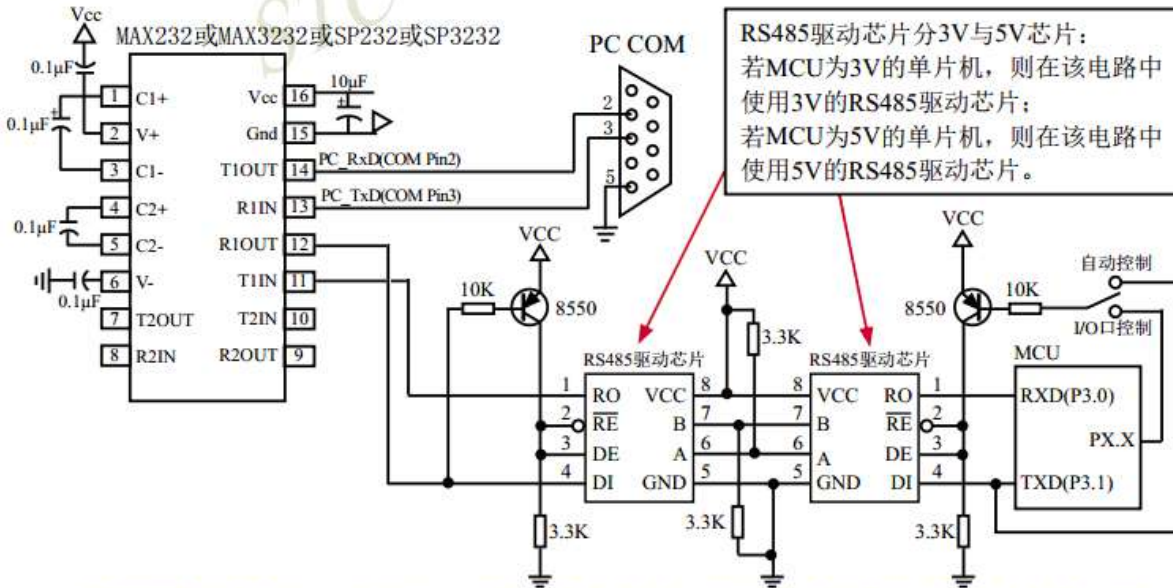 Vcc
MAX232或MAX3232或SP232或SP3232
0.1μF
0.1μF
0.1μF
0.1μF
1 C1+
2 V+
3 C1-
4 C2+
5 C2-
6 V-
7 T2OUT
8 R2IN
Vcc 16
Gnd 15
T1OUT 14
R1IN 13
R1OUT 12
T1IN 11
T2IN 10
R2OUT 9
10μF
PC_RxD(COM Pin2)
PC_TxD(COM Pin3)
PC COM
2
3
5
RS485驱动芯片分3V与5V芯片:
若MCU为3V的单片机,则在该电路中
使用3V的RS485驱动芯片;
若MCU为5V的单片机,则在该电路中
使用5V的RS485驱动芯片。
VCC
10K
8550
3.3K
RS485驱动芯片
1 RO
2 RE
3 DE
4 DI
VCC 8
B 7
A 6
GND 5
VCC
3.3K
3.3K
RS485驱动芯片
8 VCC
7 B
6 A
5 GND
RO 1
RE 2
DE 3
DI 4
VCC
8550
10K
3.3K
自动控制
I/O口控制
MCU
RXD(P3.0)
PX.X
TXD(P3.1)